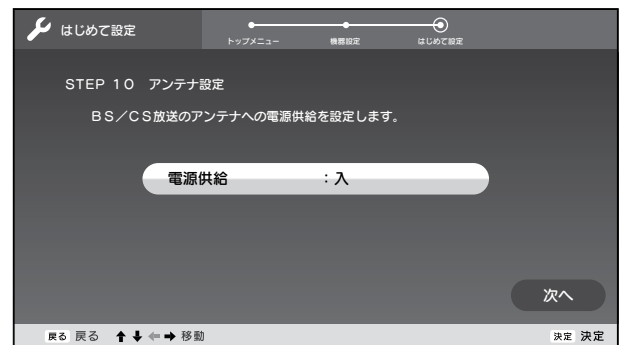 はじめて設定
トップメニュー 機器設定 はじめて設定
STEP 10 アンテナ設定
BS/CS放送のアンテナへの電源供給を設定します。
電源供給 :入
次へ
戻る 戻る ↑ ↓ ← → 移動 決定 決定